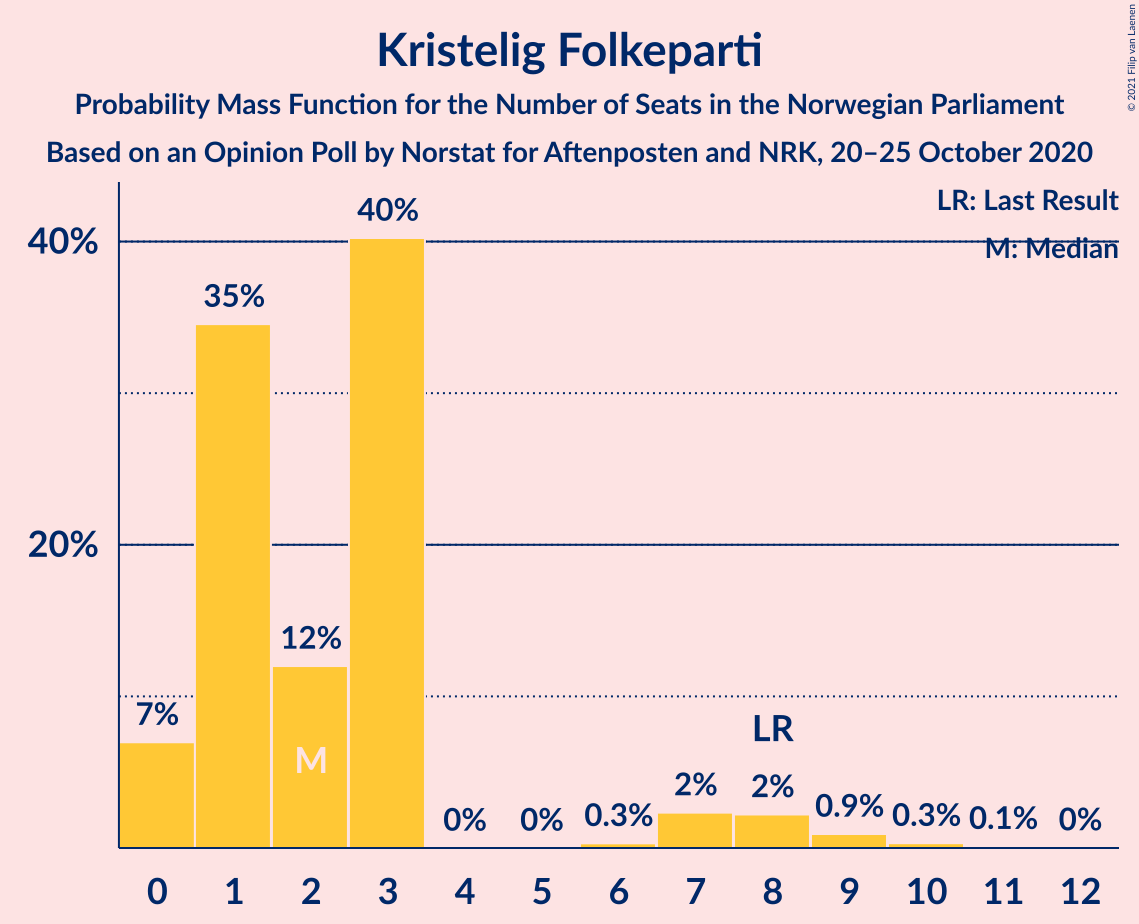 Kristelig Folkeparti
Probability Mass Function for the Number of Seats in the Norwegian Parliament
Based on an Opinion Poll by Norstat for Aftenposten and NRK, 20–25 October 2020
© 2021 Filip van Laenen
LR: Last Result
M: Median
40%
20%
40%
35%
12%
7%
M
LR
0%
0%
0.3%
2%
2%
0.9%
0.3%
0.1%
0%
0 1 2 3 4 5 6 7 8 9 10 11 12